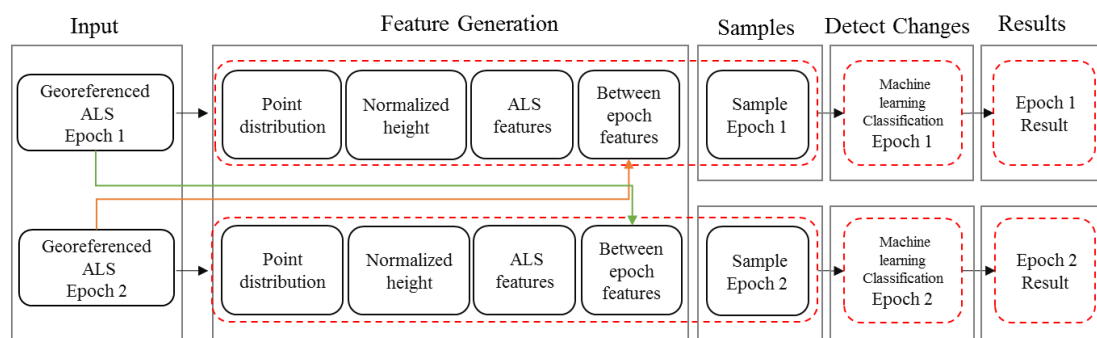 Input
Feature Generation
Samples
Detect Changes
Results
Georeferenced
ALS
Epoch 1
Point
distribution
Normalized
height
ALS
features
Between
epoch
features
Sample
Epoch 1
Machine
learning
Classification
Epoch 1
Epoch 1
Result
Georeferenced
ALS
Epoch 2
Point
distribution
Normalized
height
ALS
features
Between
epoch
features
Sample
Epoch 2
Machine
learning
Classification
Epoch 2
Epoch 2
Result